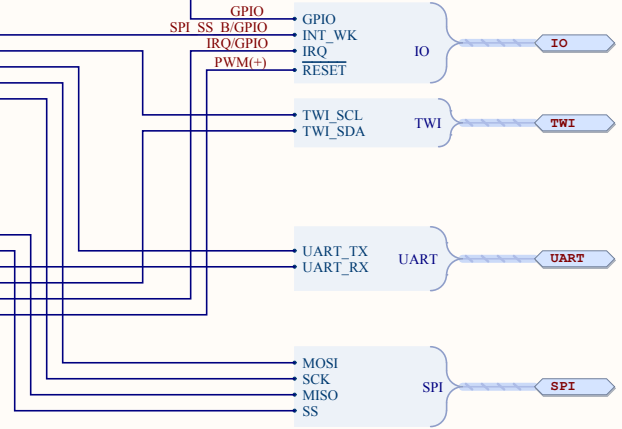 GPIO
GPIO
SPI_SS_B/GPIO
INT_WK
IRQ/GPIO
IRQ
IO
IO
PWM(+)
RESET
TWI_SCL
TWI_SDA
TWI
TWI
UART_TX
UART_RX
UART
UART
MOSI
SCK
MISO
SS
SPI
SPI